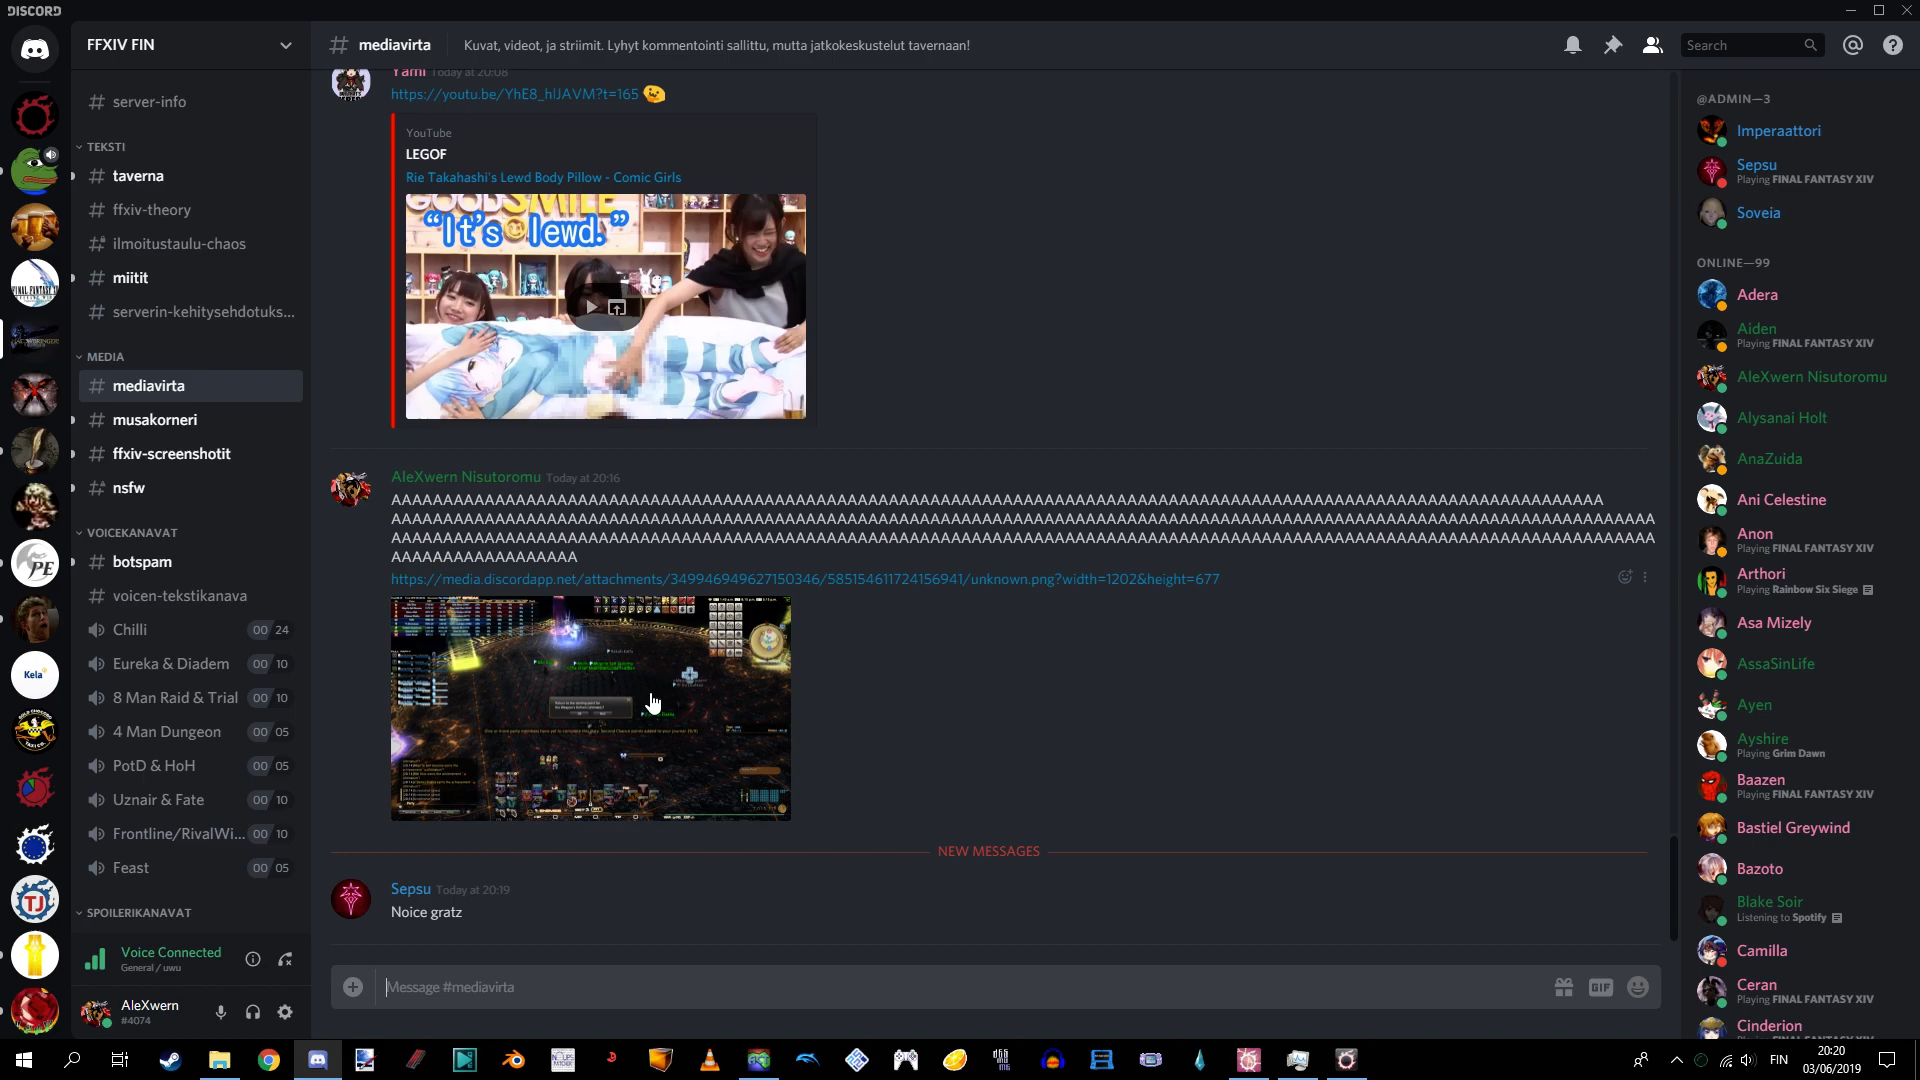 DISCORD
FFXIV FIN
mediavirta
Kuvat, videot, ja striimit. Lyhyt kommentointi sallittu, mutta jatkokeskustelut tavernaan!
Search
server-info
TEKSTI
taverna
ffxiv-theory
ilmoitustaulu-chaos
miitit
serverin-kehitysehdotuks...
MEDIA
mediavirta
musakorneri
ffxiv-screenshotit
nsfw
VOICEKANAVAT
botspam
voicen-tekstikanava
Chilli 00 24
Eureka & Diadem 00 10
8 Man Raid & Trial 00 10
4 Man Dungeon 00 05
PotD & HoH 00 05
Uznair & Fate 00 10
Frontline/RivalWi... 00 10
Feast 00 05
SPOILERIKANAVAT
Voice Connected
General / uwu
AleXwern
#4074
PE
Kela
TJ
Yami Today at 20:08
https://youtu.be/YhE8_hlJAVM?t=165
YouTube
LEGOF
Rie Takahashi's Lewd Body Pillow - Comic Girls
GOODSMILE
“It's lewd.”
AleXwern Nisutoromu Today at 20:16
https://media.discordapp.net/attachments/349946949627150346/585154611724156941/unknown.png?width=1202&height=677
NEW MESSAGES
Sepsu Today at 20:19
Noice gratz
Message #mediavirta
GIF
@ADMIN—3
Imperaattori
Sepsu
Playing FINAL FANTASY XIV
Soveia
ONLINE—99
Adera
Aiden
Playing FINAL FANTASY XIV
AleXwern Nisutoromu
Alysanai Holt
AnaZuida
Ani Celestine
Anon
Playing FINAL FANTASY XIV
Arthori
Playing Rainbow Six Siege
Asa Mizely
AssaSinLife
Ayen
Ayshire
Playing Grim Dawn
Baazen
Playing FINAL FANTASY XIV
Bastiel Greywind
Bazoto
Blake Soir
Listening to Spotify
Camilla
Ceran
Playing FINAL FANTASY XIV
Cinderion
FIN
20:20
03/06/2019